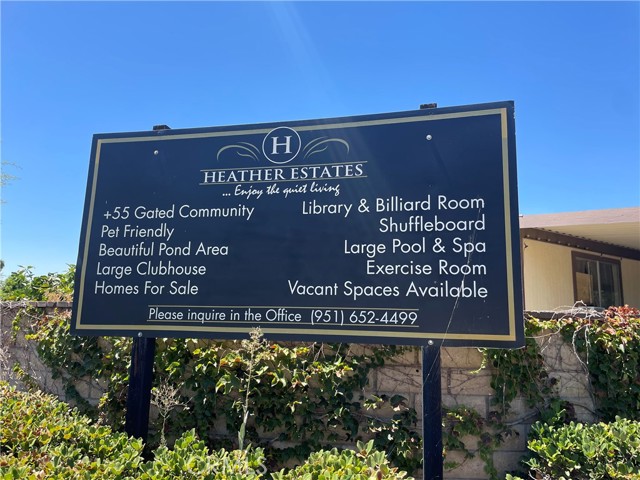 H
HEATHER ESTATES
... Enjoy the quiet living
+55 Gated Community
Pet Friendly
Beautiful Pond Area
Large Clubhouse
Homes For Sale
Library & Billiard Room
Shuffleboard
Large Pool & Spa
Exercise Room
Vacant Spaces Available
Please inquire in the Office (951) 652-4499